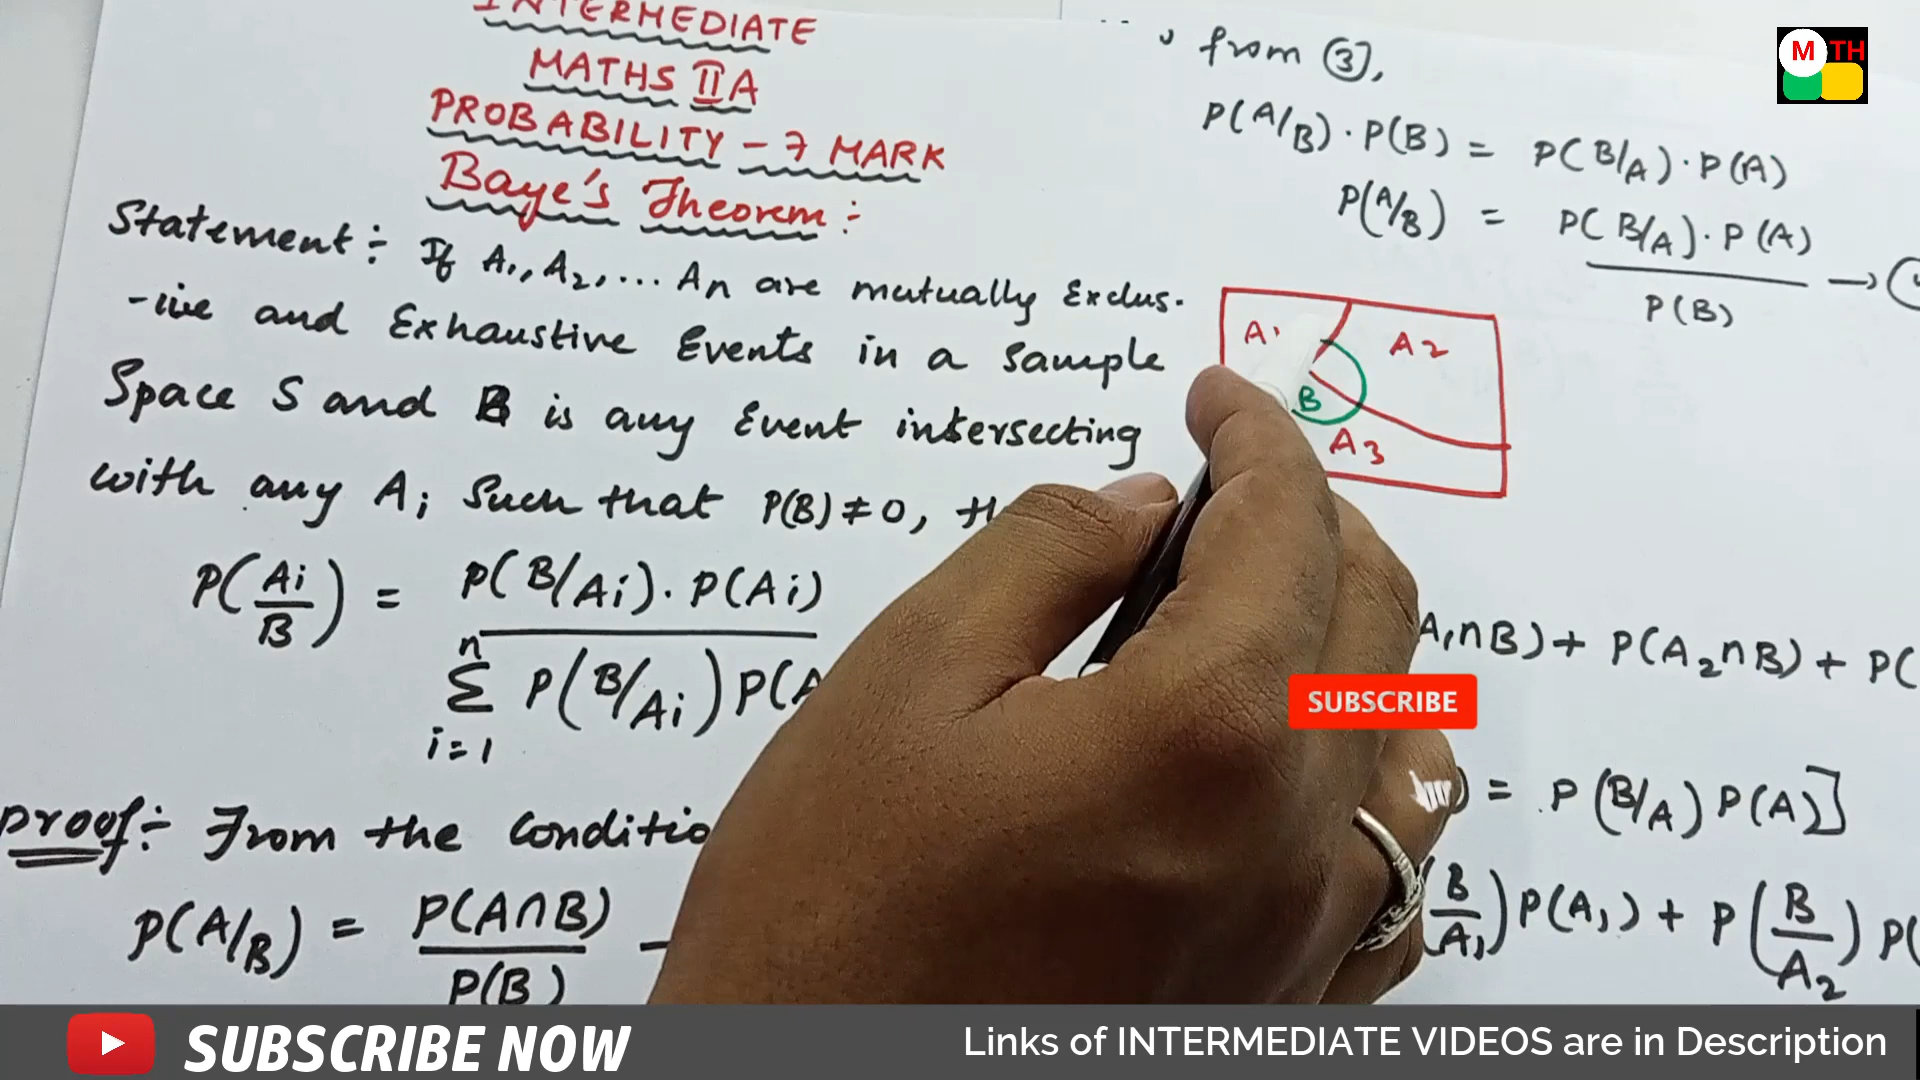 INTERMEDIATE
MATHS IIA
PROBABILITY - 7 MARK
Baye's Theorem:
Statement: If A1, A2, ... An are mutually Exclus-
-ive and Exhaustive Events in a Sample
Space S and B is any Event intersecting
with any Ai Such that P(B) ≠ 0,
P(Ai/B) = P(B/Ai). P(Ai)
n
Σ P(B/Ai) P(A
i=1
Proof: From the conditio
P(A/B) = P(A∩B)
P(B)
from ③,
P(A/B) . P(B) = P(B/A) . P(A)
P(A/B) = P(B/A) . P(A)
P(B)
A1 A2
B
A3
A1∩B) + P(A2∩B) + P(
) = P(B/A) P(A)]
(B/A1) P(A1) + P(B/A2) P(
M TH
SUBSCRIBE
SUBSCRIBE NOW
Links of INTERMEDIATE VIDEOS are in Description